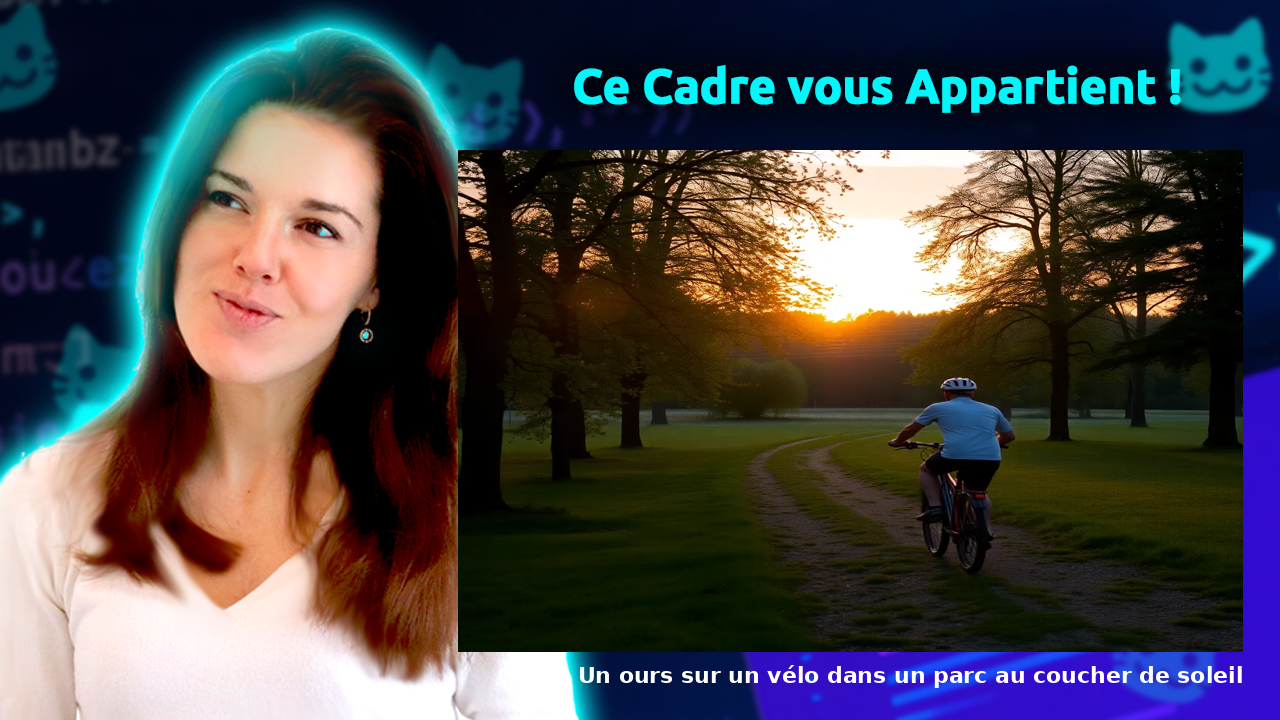 Ce Cadre vous Appartient !
Un ours sur un vélo dans un parc au coucher de soleil